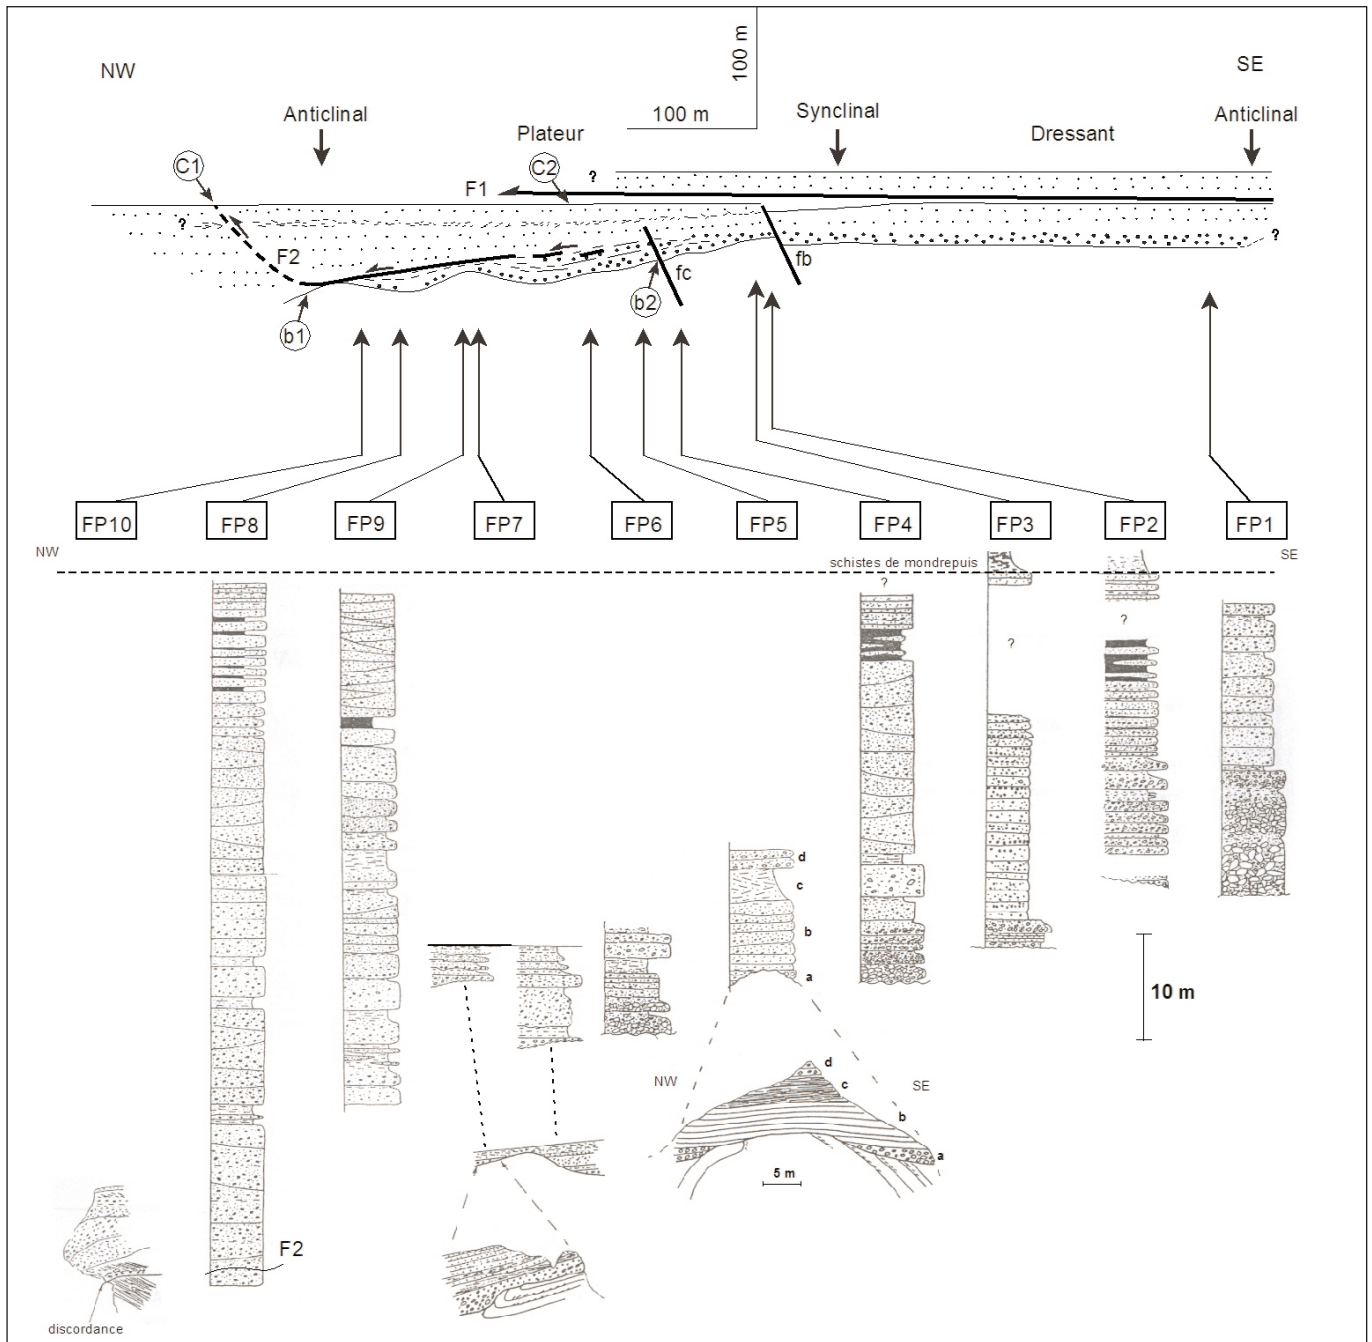 NW
SE
100 m
100 m
Anticlinal
Plateur
Synclinal
Dressant
Anticlinal
C1
?
C2
F1
?
F2
?
fc
fb
b2
b1
FP10
FP8
FP9
FP7
FP6
FP5
FP4
FP3
FP2
FP1
NW
SE
schistes de mondrepuis
?
?
?
d
c
b
a
10 m
NW
SE
d
c
b
a
5 m
F2
discordance